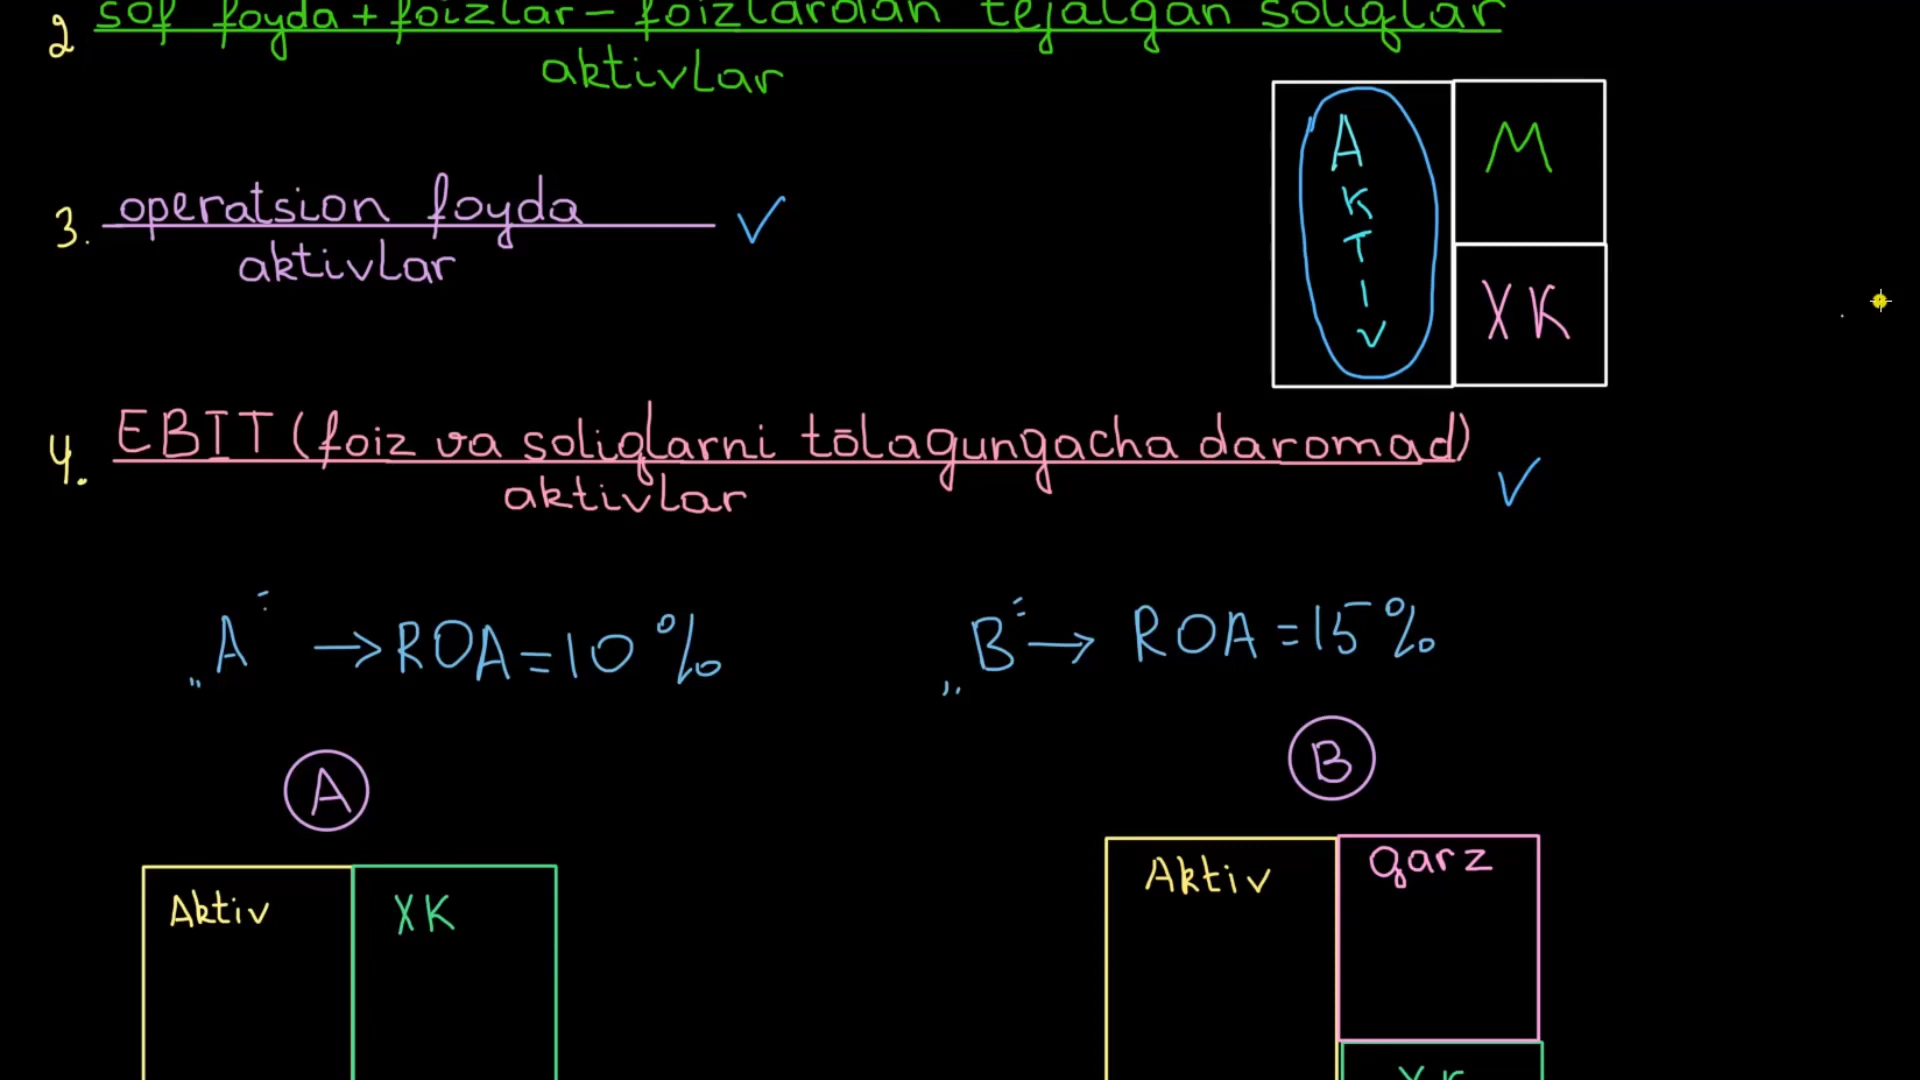 2 sof foyda + foizlar - foizlardan tejalgan soliqlar
aktivlar
3. operatsion foyda
aktivlar
A
K
T
I
V
M
XK
4. EBIT (foiz va soliqlarni tōlagungacha daromad)
aktivlar
„A" → ROA = 10%
„B" → ROA = 15%
A
B
Aktiv
XK
Aktiv
qarz
XK